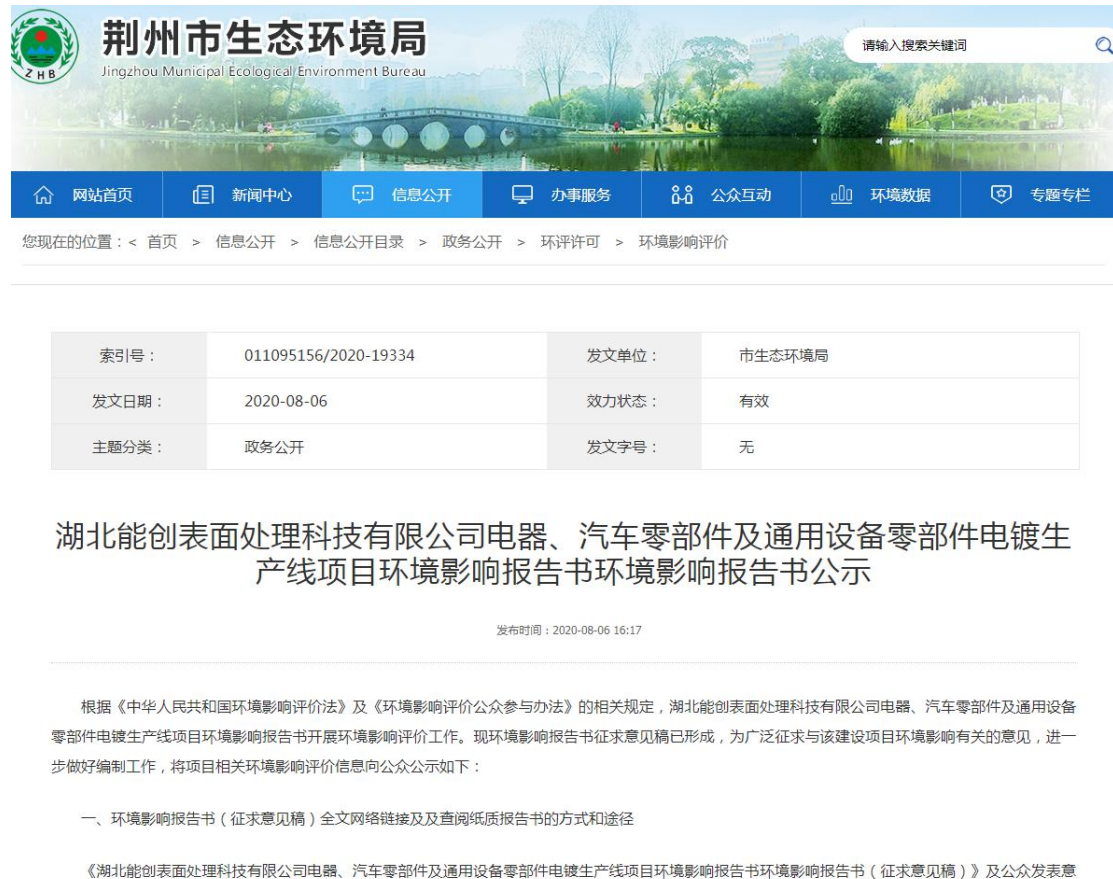 荆州市生态环境局
Jingzhou Municipal Ecological Environment Bureau
ZHB
请输入搜索关键词
网站首页 新闻中心 信息公开 办事服务 公众互动 环境数据 专题专栏
您现在的位置：< 首页 > 信息公开 > 信息公开目录 > 政务公开 > 环评许可 > 环境影响评价
索引号： 011095156/2020-19334 发文单位： 市生态环境局
发文日期： 2020-08-06 效力状态： 有效
主题分类： 政务公开 发文字号： 无
湖北能创表面处理科技有限公司电器、汽车零部件及通用设备零部件电镀生
产线项目环境影响报告书环境影响报告书公示
发布时间：2020-08-06 16:17
根据《中华人民共和国环境影响评价法》及《环境影响评价公众参与办法》的相关规定，湖北能创表面处理科技有限公司电器、汽车零部件及通用设备
零部件电镀生产线项目环境影响报告书开展环境影响评价工作。现环境影响报告书征求意见稿已形成，为广泛征求与该建设项目环境影响有关的意见，进一
步做好编制工作，将项目相关环境影响评价信息向公众公示如下：
一、环境影响报告书（征求意见稿）全文网络链接及及查阅纸质报告书的方式和途径
《湖北能创表面处理科技有限公司电器、汽车零部件及通用设备零部件电镀生产线项目环境影响报告书环境影响报告书（征求意见稿）》及公众发表意